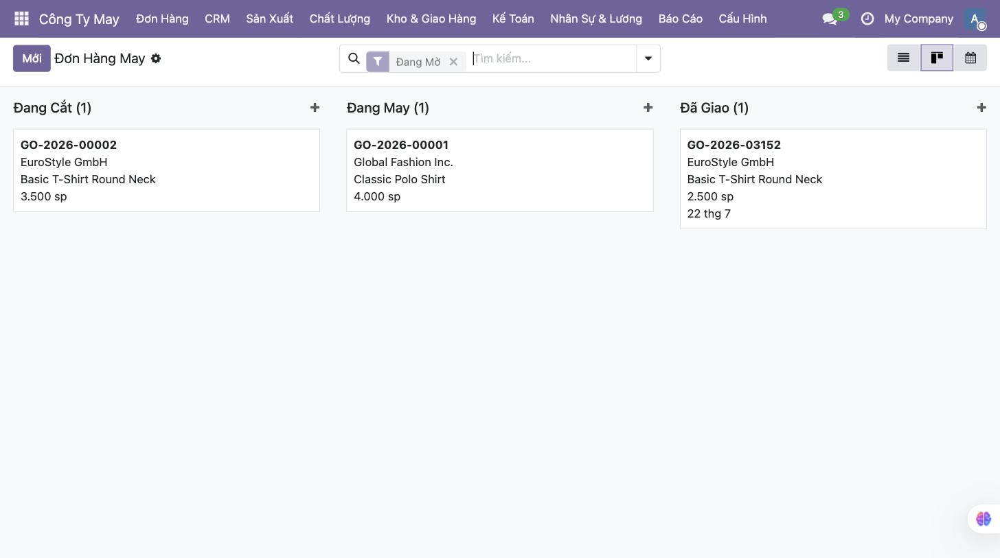 Công Ty May Đơn Hàng CRM Sản Xuất Chất Lượng Kho & Giao Hàng Kế Toán Nhân Sự & Lương Báo Cáo Cấu Hình 3 My Company A
Mới Đơn Hàng May Đang Mở Tìm kiếm...
Đang Cắt (1)
GO-2026-00002
EuroStyle GmbH
Basic T-Shirt Round Neck
3.500 sp
Đang May (1)
GO-2026-00001
Global Fashion Inc.
Classic Polo Shirt
4.000 sp
Đã Giao (1)
GO-2026-03152
EuroStyle GmbH
Basic T-Shirt Round Neck
2.500 sp
22 thg 7